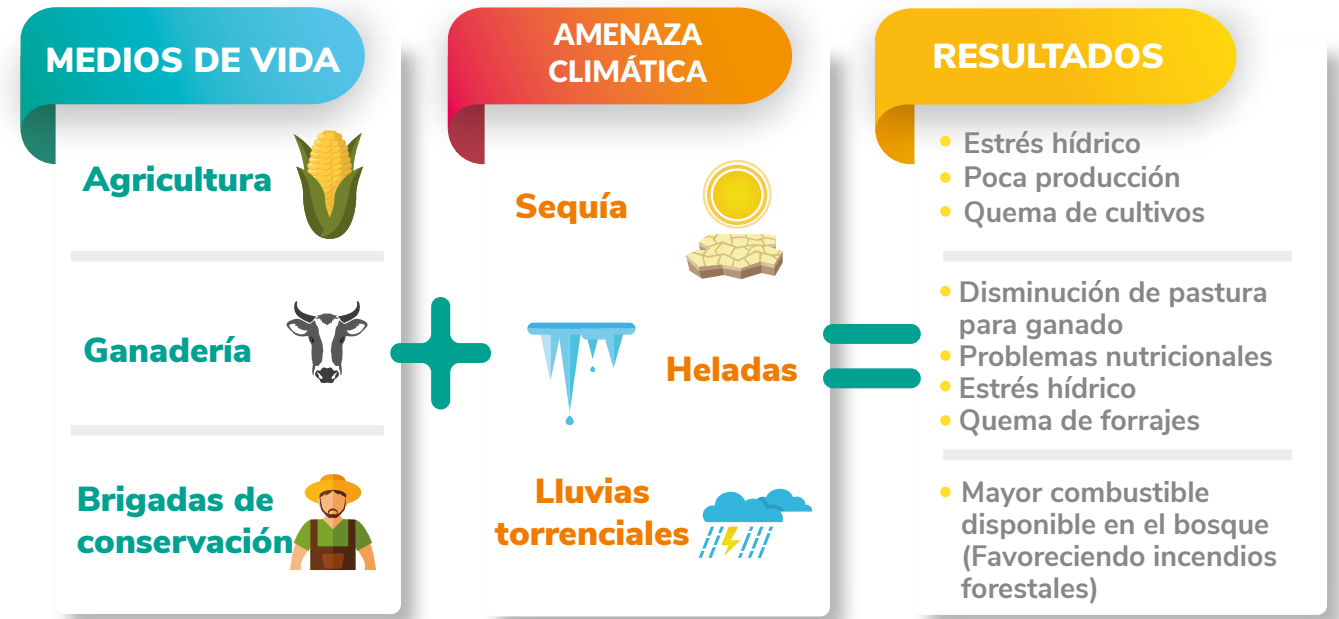 MEDIOS DE VIDA
Agricultura
Ganadería
Brigadas de
conservación
AMENAZA
CLIMÁTICA
Sequía
Heladas
Lluvias
torrenciales
RESULTADOS
• Estrés hídrico
• Poca producción
• Quema de cultivos
• Disminución de pastura
para ganado
• Problemas nutricionales
• Estrés hídrico
• Quema de forrajes
• Mayor combustible
disponible en el bosque
(Favoreciendo incendios
forestales)